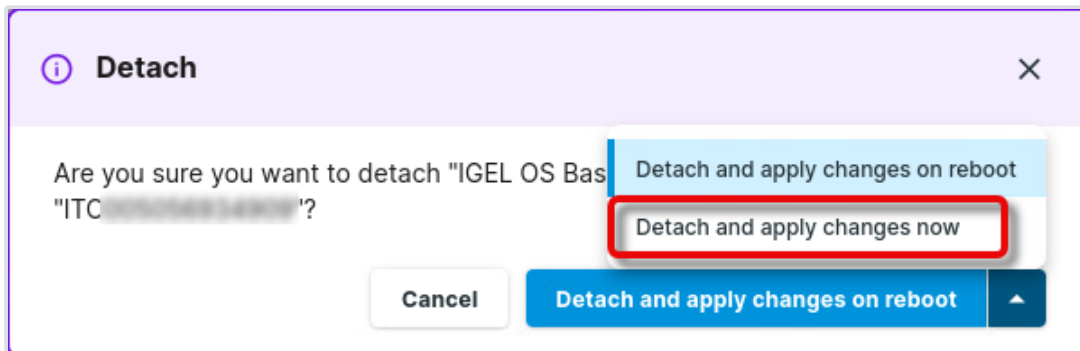 Detach
Are you sure you want to detach "IGEL OS Bas
"ITC "?
Detach and apply changes on reboot
Detach and apply changes now
Cancel
Detach and apply changes on reboot